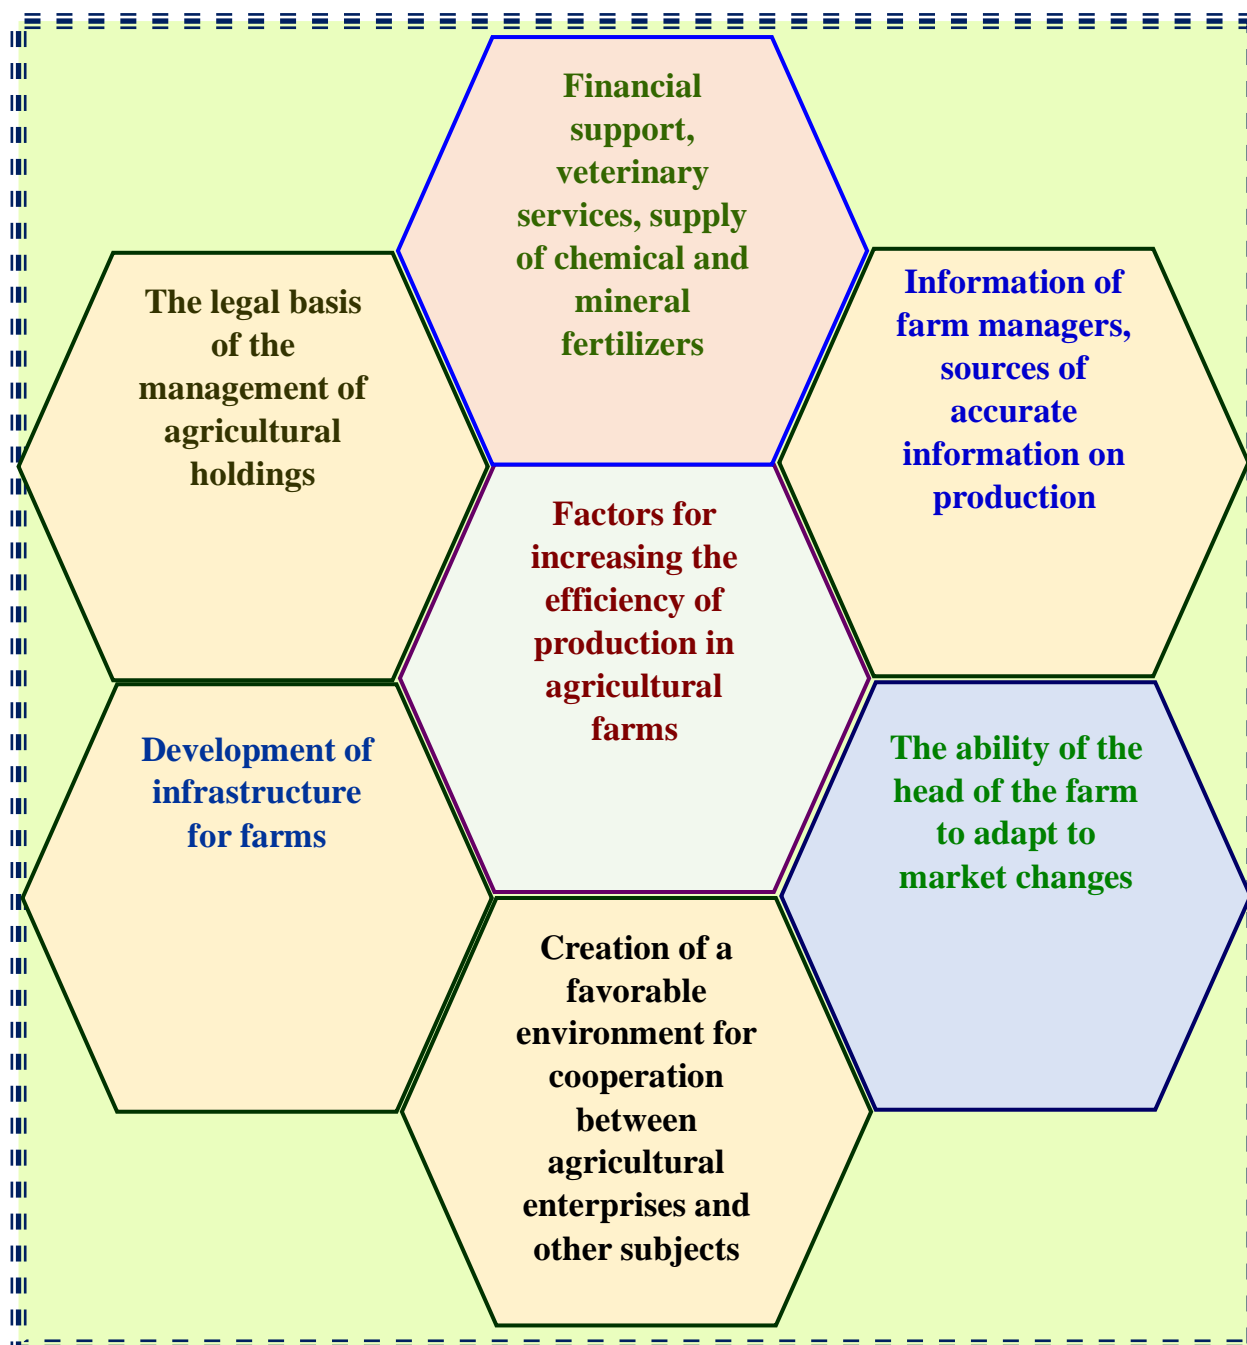 Financial
support,
veterinary
services, supply
of chemical and
mineral
fertilizers
The legal basis
of the
management of
agricultural
holdings
Information of
farm managers,
sources of
accurate
information on
production
Factors for
increasing the
efficiency of
production in
agricultural
farms
Development of
infrastructure
for farms
The ability of the
head of the farm
to adapt to
market changes
Creation of a
favorable
environment for
cooperation
between
agricultural
enterprises and
other subjects